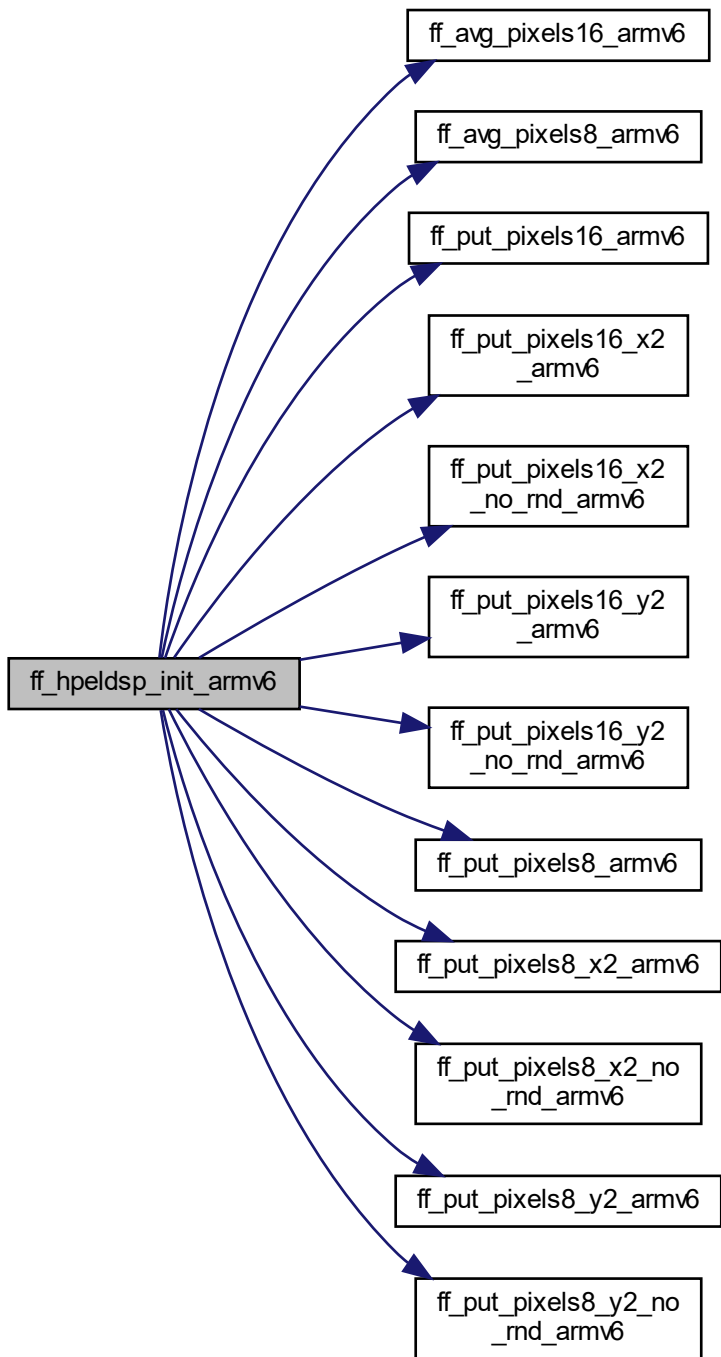 ff_avg_pixels16_armv6
ff_avg_pixels8_armv6
ff_put_pixels16_armv6
ff_put_pixels16_x2
_armv6
ff_put_pixels16_x2
_no_rnd_armv6
ff_put_pixels16_y2
_armv6
ff_hpeldsp_init_armv6
ff_put_pixels16_y2
_no_rnd_armv6
ff_put_pixels8_armv6
ff_put_pixels8_x2_armv6
ff_put_pixels8_x2_no
_rnd_armv6
ff_put_pixels8_y2_armv6
ff_put_pixels8_y2_no
_rnd_armv6